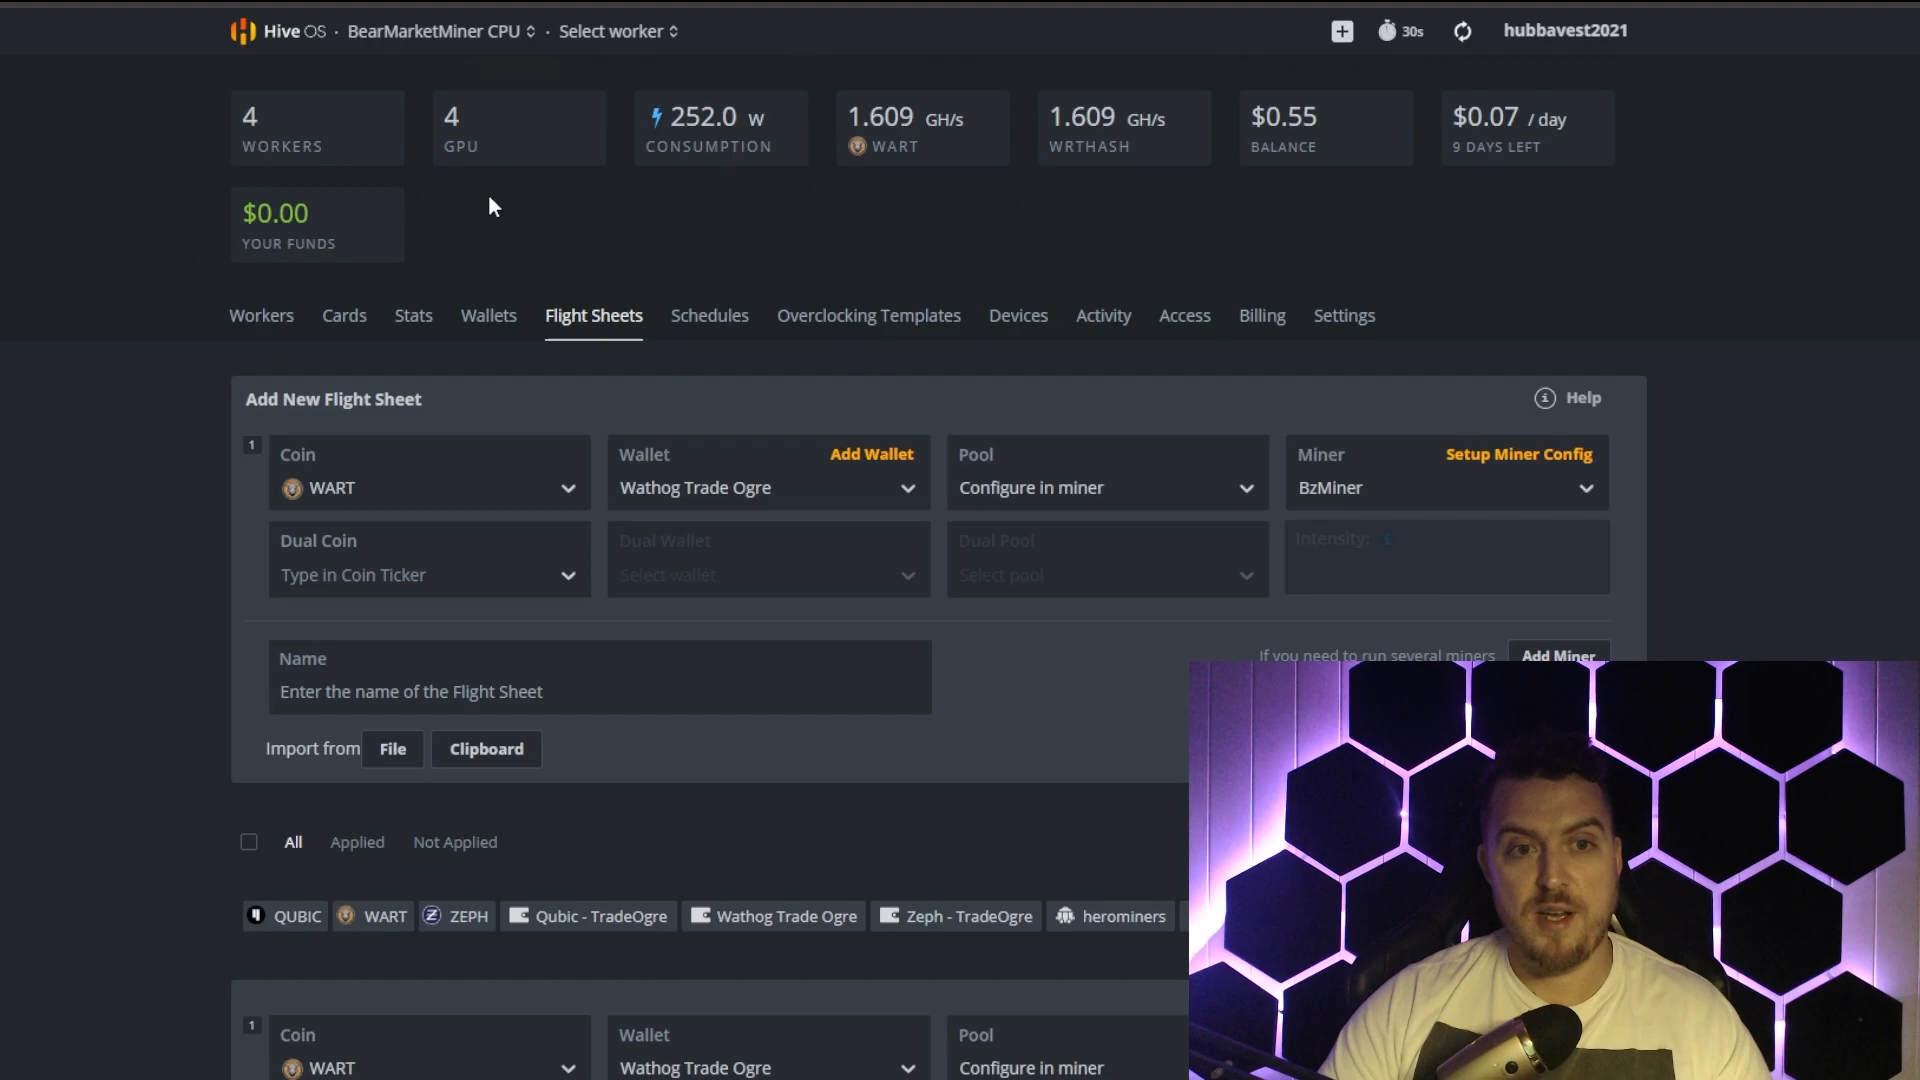 Hive OS · BearMarketMiner CPU · Select worker
30s
hubbavest2021
4
WORKERS
4
GPU
252.0 W
CONSUMPTION
1.609 GH/s
WART
1.609 GH/s
WRTHASH
$0.55
BALANCE
$0.07 / day
9 DAYS LEFT
$0.00
YOUR FUNDS
Workers Cards Stats Wallets Flight Sheets Schedules Overclocking Templates Devices Activity Access Billing Settings
Add New Flight Sheet
Help
1
Coin
WART
Wallet Add Wallet
Wathog Trade Ogre
Pool
Configure in miner
Miner Setup Miner Config
BzMiner
Dual Coin
Type in Coin Ticker
Dual Wallet
Select wallet
Dual Pool
Select pool
Intensity:
Name
Enter the name of the Flight Sheet
If you need to run several miners Add Miner
Import from File Clipboard
All Applied Not Applied
QUBIC WART ZEPH Qubic - TradeOgre Wathog Trade Ogre Zeph - TradeOgre herominers
1
Coin
WART
Wallet
Wathog Trade Ogre
Pool
Configure in miner